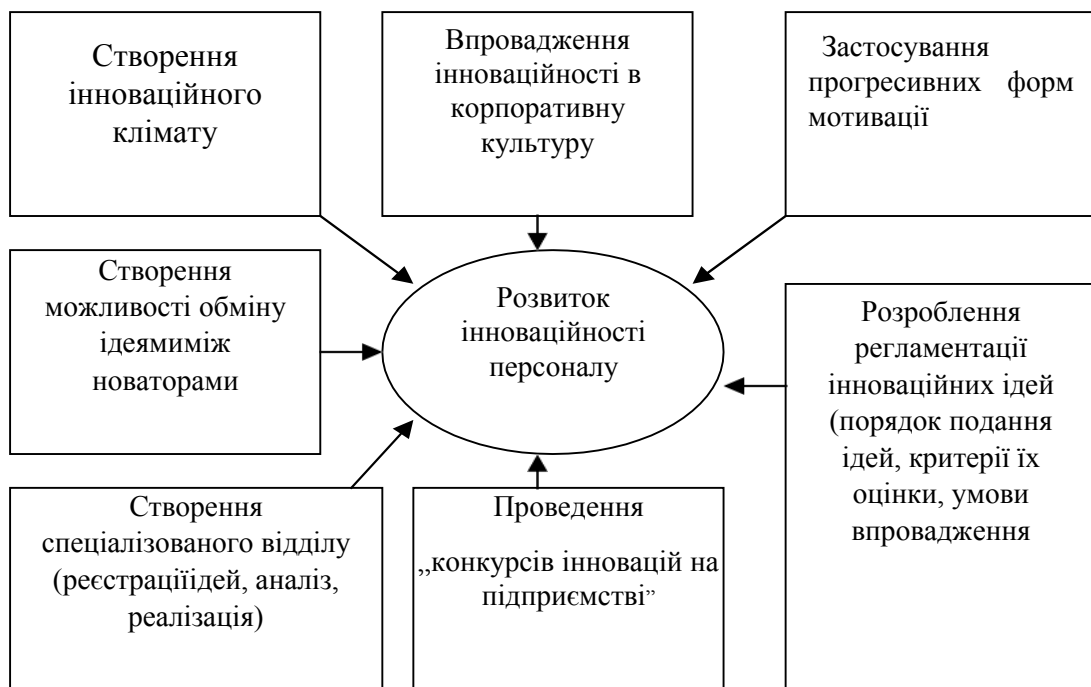 Створення
інноваційного
клімату
Впровадження
інноваційності в
корпоративну
культуру
Застосування
прогресивних форм
мотивації
Створення
можливості обміну
ідеямиміж
новаторами
Розвиток
інноваційності
персоналу
Розроблення
регламентації
інноваційних ідей
(порядок подання
ідей, критерії їх
оцінки, умови
впровадження
Створення
спеціалізованого відділу
(реєстраціїідей, аналіз,
реалізація)
Проведення
„конкурсів інновацій на
підприємстві”